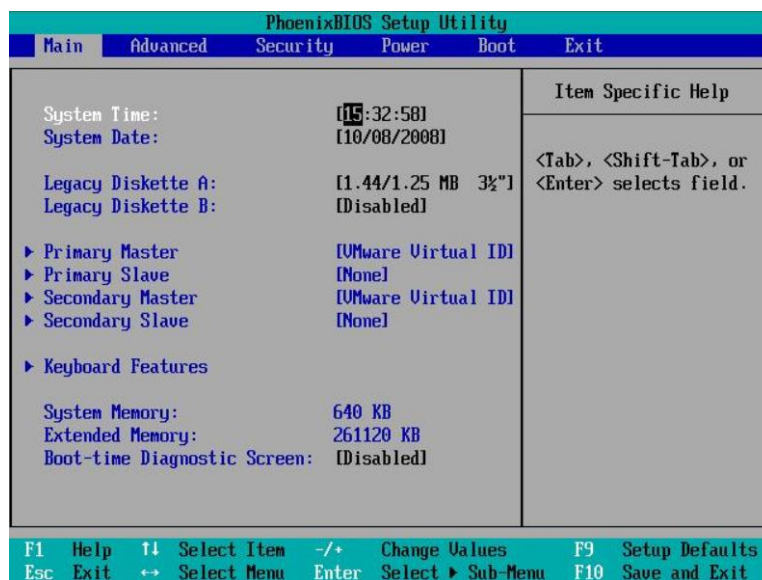 PhoenixBIOS Setup Utility
Main Advanced Security Power Boot Exit
Item Specific Help
System Time: [15:32:58]
System Date: [10/08/2008]
<Tab>, <Shift-Tab>, or
<Enter> selects field.
Legacy Diskette A: [1.44/1.25 MB 3½"]
Legacy Diskette B: [Disabled]
▶ Primary Master [VMware Virtual ID]
▶ Primary Slave [None]
▶ Secondary Master [VMware Virtual ID]
▶ Secondary Slave [None]
▶ Keyboard Features
System Memory: 640 KB
Extended Memory: 261120 KB
Boot-time Diagnostic Screen: [Disabled]
F1 Help ↑↓ Select Item -/+ Change Values F9 Setup Defaults
Esc Exit ↔ Select Menu Enter Select ▶ Sub-Menu F10 Save and Exit